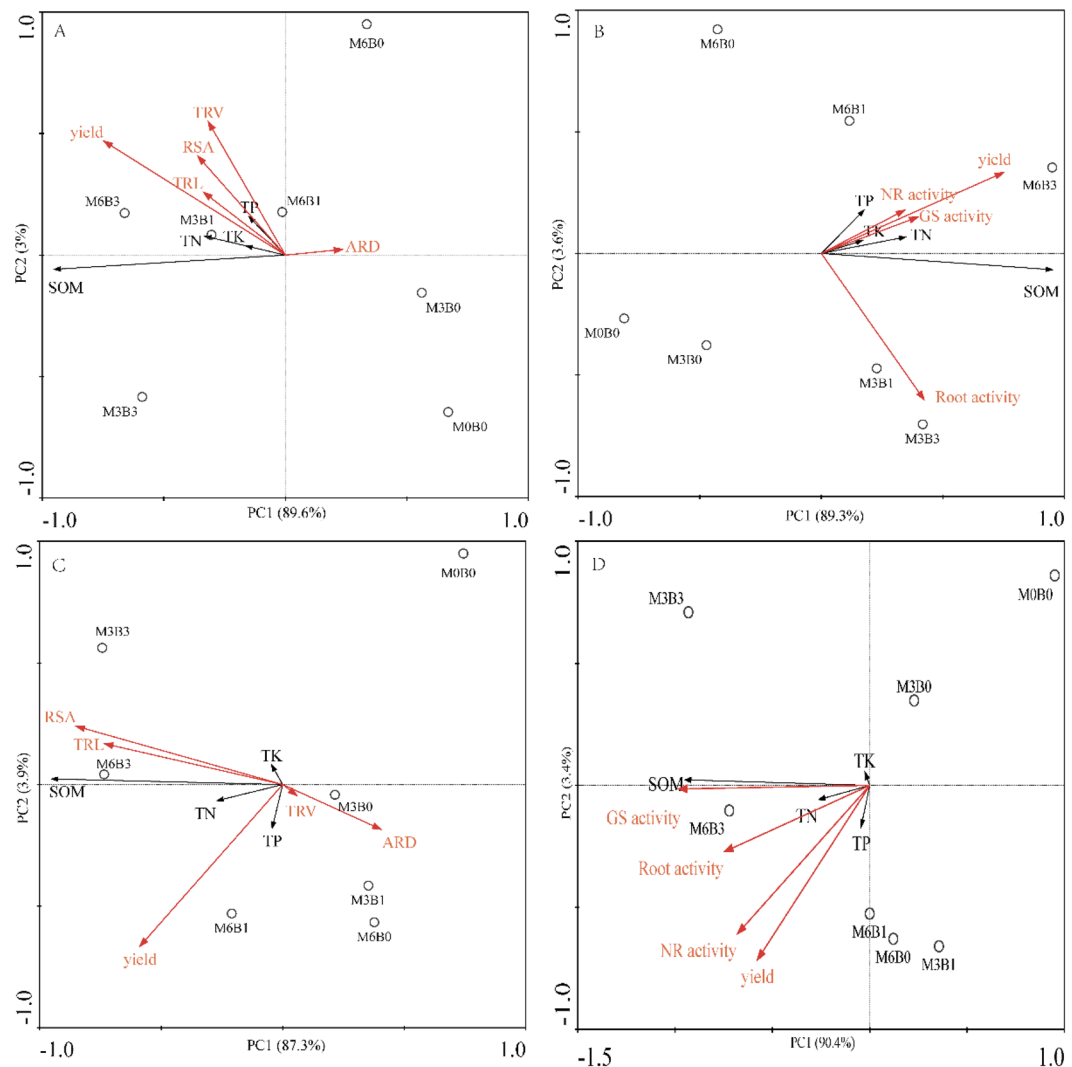 1.0
A
M6B0
TRV
yield
RSA
TRL
M6B3
TP
M6B1
M3B1
TN
TK
ARD
SOM
M3B0
M3B3
M0B0
PC2 (3%)
-1.0
-1.0
PC1 (89.6%)
1.0
1.0
B
M6B0
M6B1
yield
M6B3
NR activity
TP
GS activity
TK
TN
SOM
M0B0
M3B0
M3B1
Root activity
M3B3
PC2 (3.6%)
-1.0
-1.0
PC1 (89.3%)
1.0
1.0
C
M0B0
M3B3
RSA
TRL
M6B3
TK
SOM
TN
TRV
M3B0
TP
ARD
M3B1
M6B1
M6B0
yield
PC2 (3.9%)
-1.0
-1.0
PC1 (87.3%)
1.0
1.0
D
M3B3
M0B0
M3B0
TK
SOM
GS activity
M6B3
TN
TP
Root activity
M6B1
NR activity
M6B0
M3B1
yield
PC2 (3.4%)
-1.0
-1.5
PC1 (90.4%)
1.0